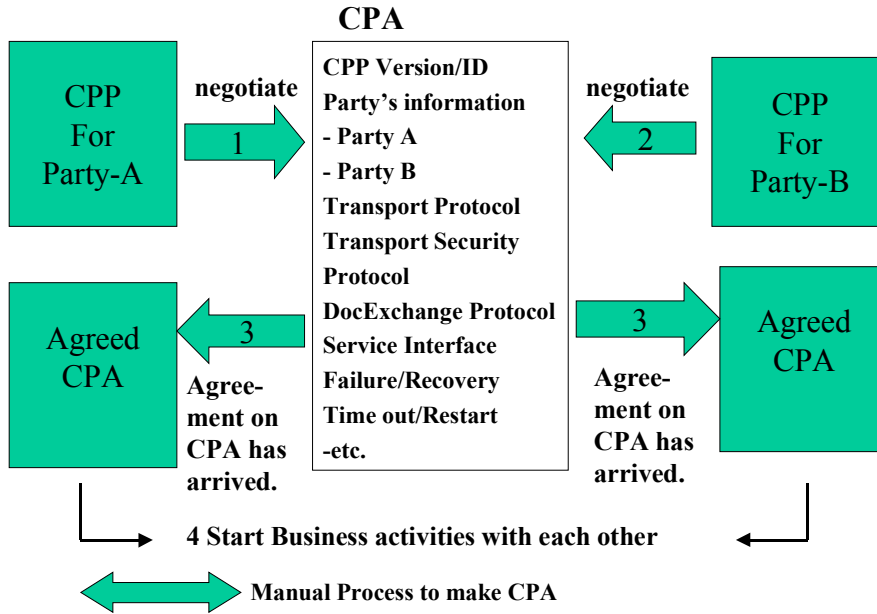 CPA
CPP
For
Party-A
negotiate
1
CPP Version/ID
Party's information
- Party A
- Party B
Transport Protocol
Transport Security
Protocol
DocExchange Protocol
Service Interface
Failure/Recovery
Time out/Restart
-etc.
negotiate
2
CPP
For
Party-B
Agreed
CPA
3
Agree-
ment on
CPA has
arrived.
3
Agree-
ment on
CPA has
arrived.
Agreed
CPA
4 Start Business activities with each other
Manual Process to make CPA